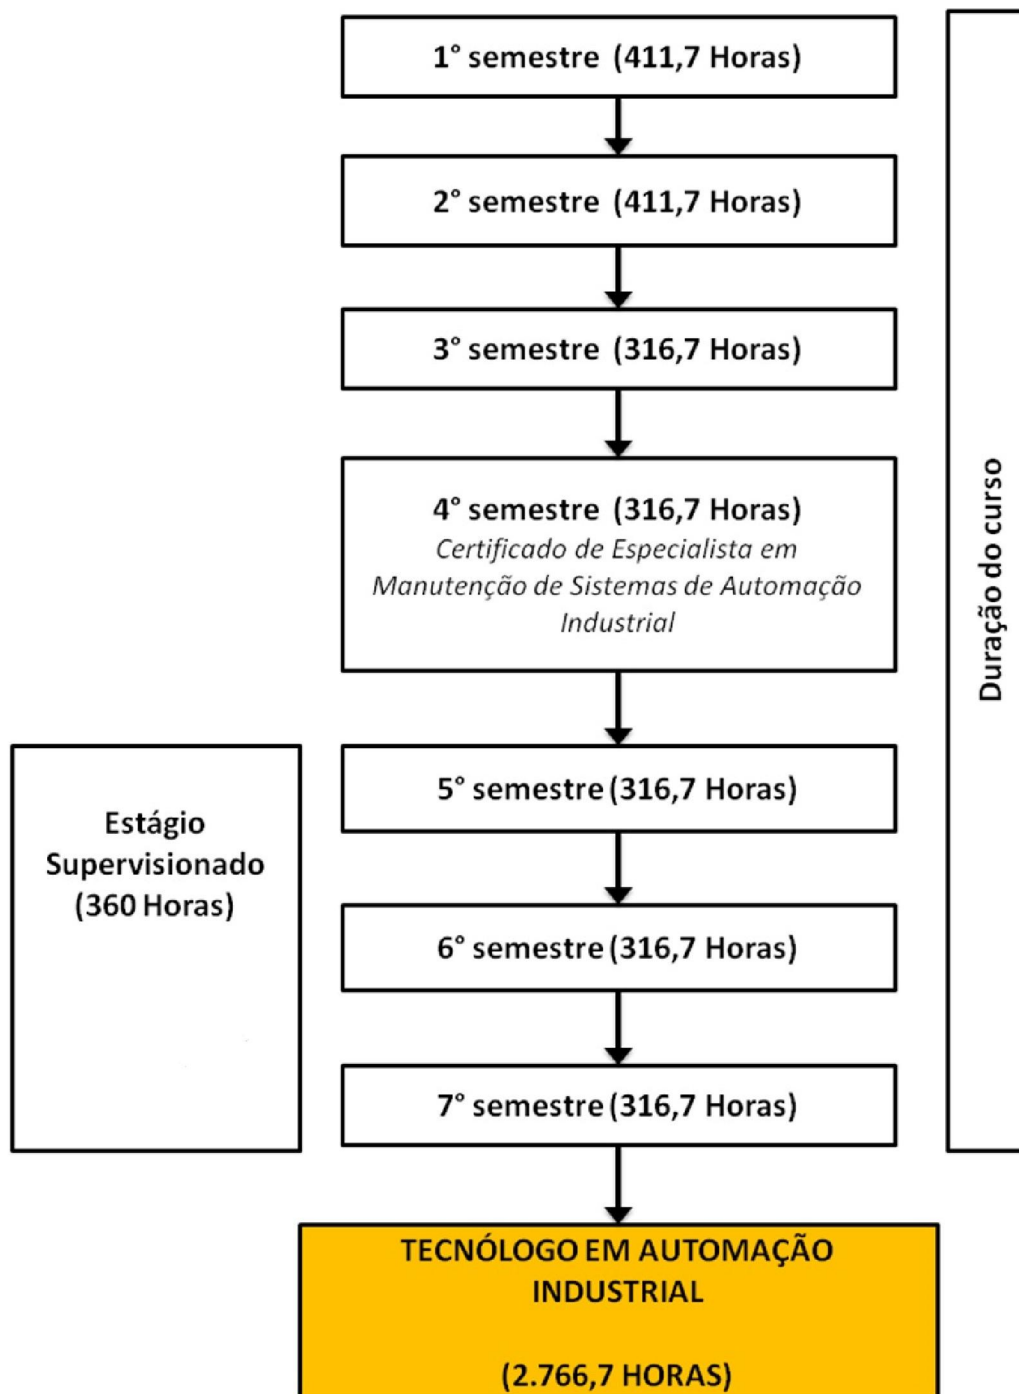 1° semestre (411,7 Horas)
2° semestre (411,7 Horas)
3° semestre (316,7 Horas)
4° semestre (316,7 Horas)
Certificado de Especialista em
Manutenção de Sistemas de Automação
Industrial
5° semestre (316,7 Horas)
6° semestre (316,7 Horas)
7° semestre (316,7 Horas)
Estágio
Supervisionado
(360 Horas)
Duração do curso
TECNÓLOGO EM AUTOMAÇÃO
INDUSTRIAL
(2.766,7 HORAS)